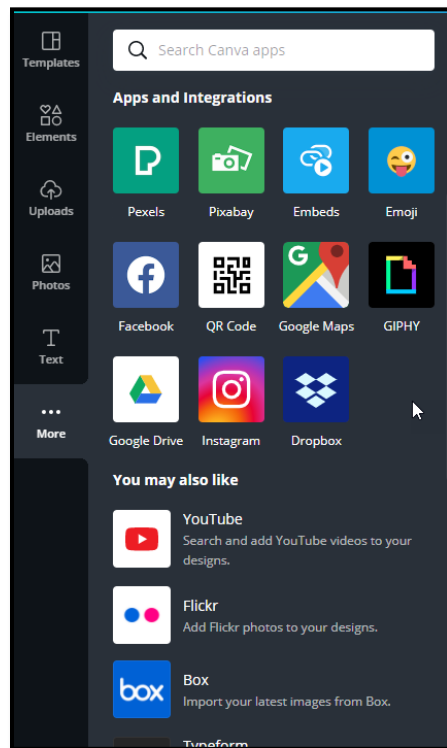 Templates
Elements
Uploads
Photos
Text
More
Search Canva apps
Apps and Integrations
Pexels
Pixabay
Embeds
Emoji
Facebook
QR Code
G
Google Maps
GIPHY
Google Drive
Instagram
Dropbox
You may also like
YouTube
Search and add YouTube videos to your
designs.
Flickr
Add Flickr photos to your designs.
box
Box
Import your latest images from Box.
Typeform